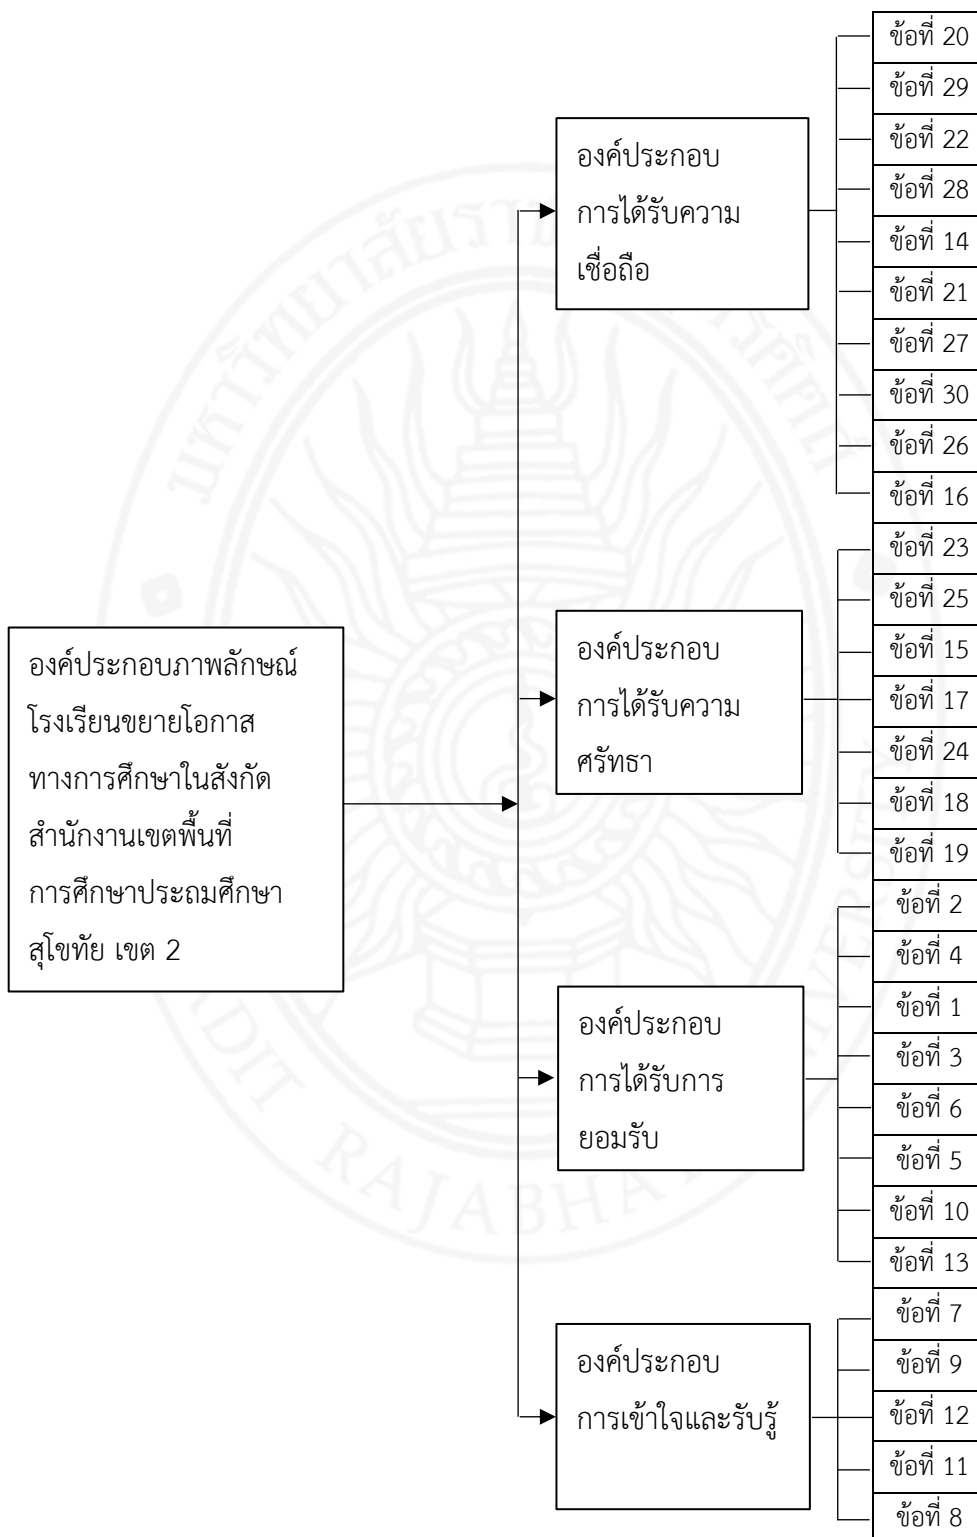 องค์ประกอบภาพลักษณ์
โรงเรียนขยายโอกาส
ทางการศึกษาในสังกัด
สำนักงานเขตพื้นที่
การศึกษาประถมศึกษา
สุโขทัย เขต 2
องค์ประกอบ
การได้รับความ
เชื่อถือ
ข้อที่ 20
ข้อที่ 29
ข้อที่ 22
ข้อที่ 28
ข้อที่ 14
ข้อที่ 21
ข้อที่ 27
ข้อที่ 30
ข้อที่ 26
ข้อที่ 16
องค์ประกอบ
การได้รับความ
ศรัทธา
ข้อที่ 23
ข้อที่ 25
ข้อที่ 15
ข้อที่ 17
ข้อที่ 24
ข้อที่ 18
ข้อที่ 19
องค์ประกอบ
การได้รับการ
ยอมรับ
ข้อที่ 2
ข้อที่ 4
ข้อที่ 1
ข้อที่ 3
ข้อที่ 6
ข้อที่ 5
ข้อที่ 10
ข้อที่ 13
องค์ประกอบ
การเข้าใจและรับรู้
ข้อที่ 7
ข้อที่ 9
ข้อที่ 12
ข้อที่ 11
ข้อที่ 8
RAJABHA